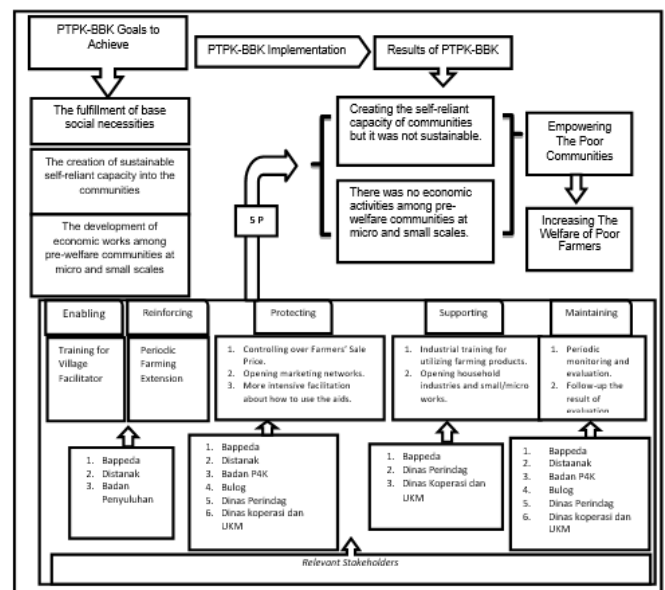 PTPK-BBK Goals to
Achieve
PTPK-BBK Implementation
Results of PTPK-BBK
The fulfillment of base
social necessities
The creation of sustainable
self-reliant capacity into the
communities
The development of
economic works among
pre-welfare communities at
micro and small scales
5 P
Creating the self-reliant
capacity of communities
but it was not sustainable.
There was no economic
activities among pre-
welfare communities at
micro and small scales.
Empowering
The Poor
Communities
Increasing The
Welfare of Poor
Farmers
Enabling
Training for
Village
Facilitator
Reinforcing
Periodic
Farming
Extension
Protecting
1. Controlling over Farmers' Sale
Price.
2. Opening marketing networks.
3. More intensive facilitation
about how to use the aids.
Supporting
1. Industrial training for
utilizing farming products.
2. Opening household
industries and small/micro
works.
Maintaining
1. Periodic
monitoring and
evaluation.
2. Follow-up the
result of
evaluation
1. Bappeda
2. Distanak
3. Badan
Penyuluhan
1. Bappeda
2. Distanak
3. Badan P4K
4. Bulog
5. Dinas Perindag
6. Dinas koperasi dan
UKM
1. Bappeda
2. Dinas Perindag
3. Dinas Koperasi dan
UKM
1. Bappeda
2. Distaanak
3. Badan P4K
4. Bulog
5. Dinas Perindag
6. Dinas koperasi dan
UKM
Relevant Stakeholders